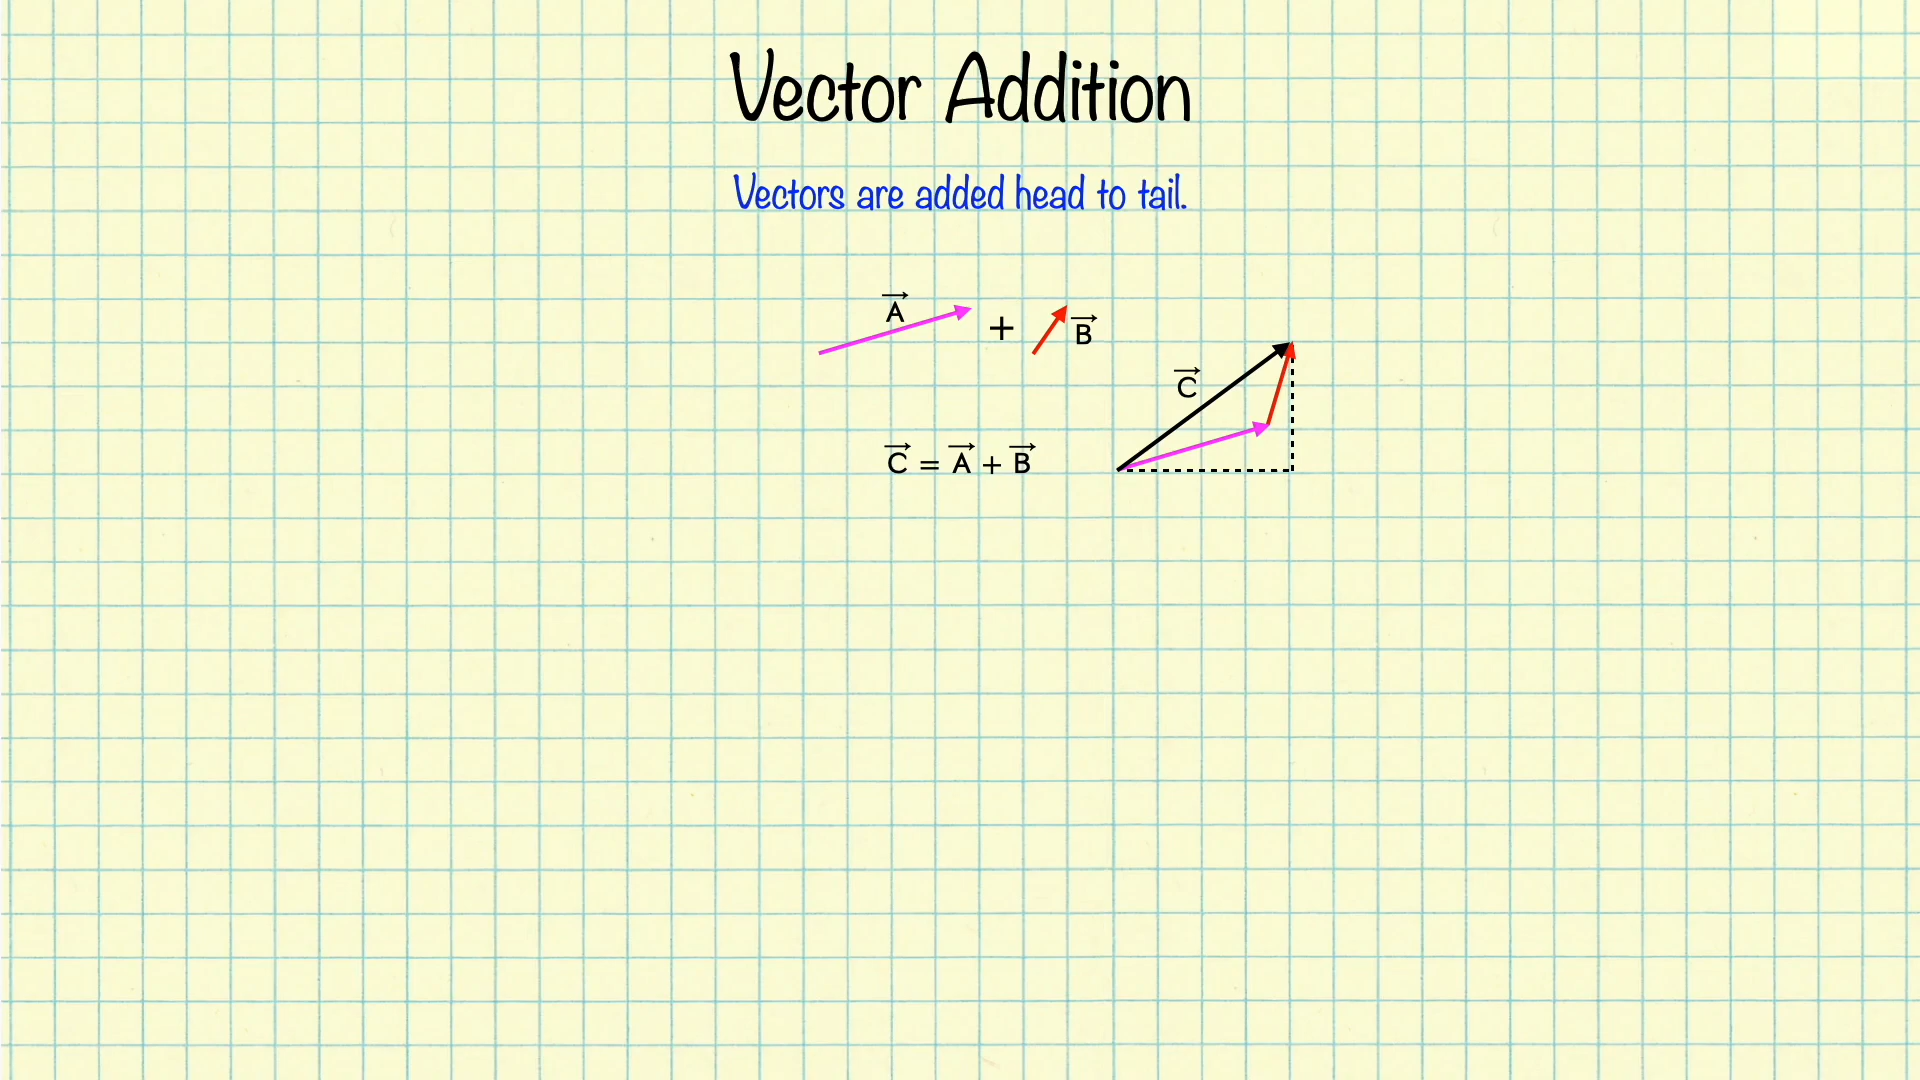 Vector Addition
Vectors are added head to tail.
A⃗ + B⃗
C⃗
C⃗ = A⃗ + B⃗